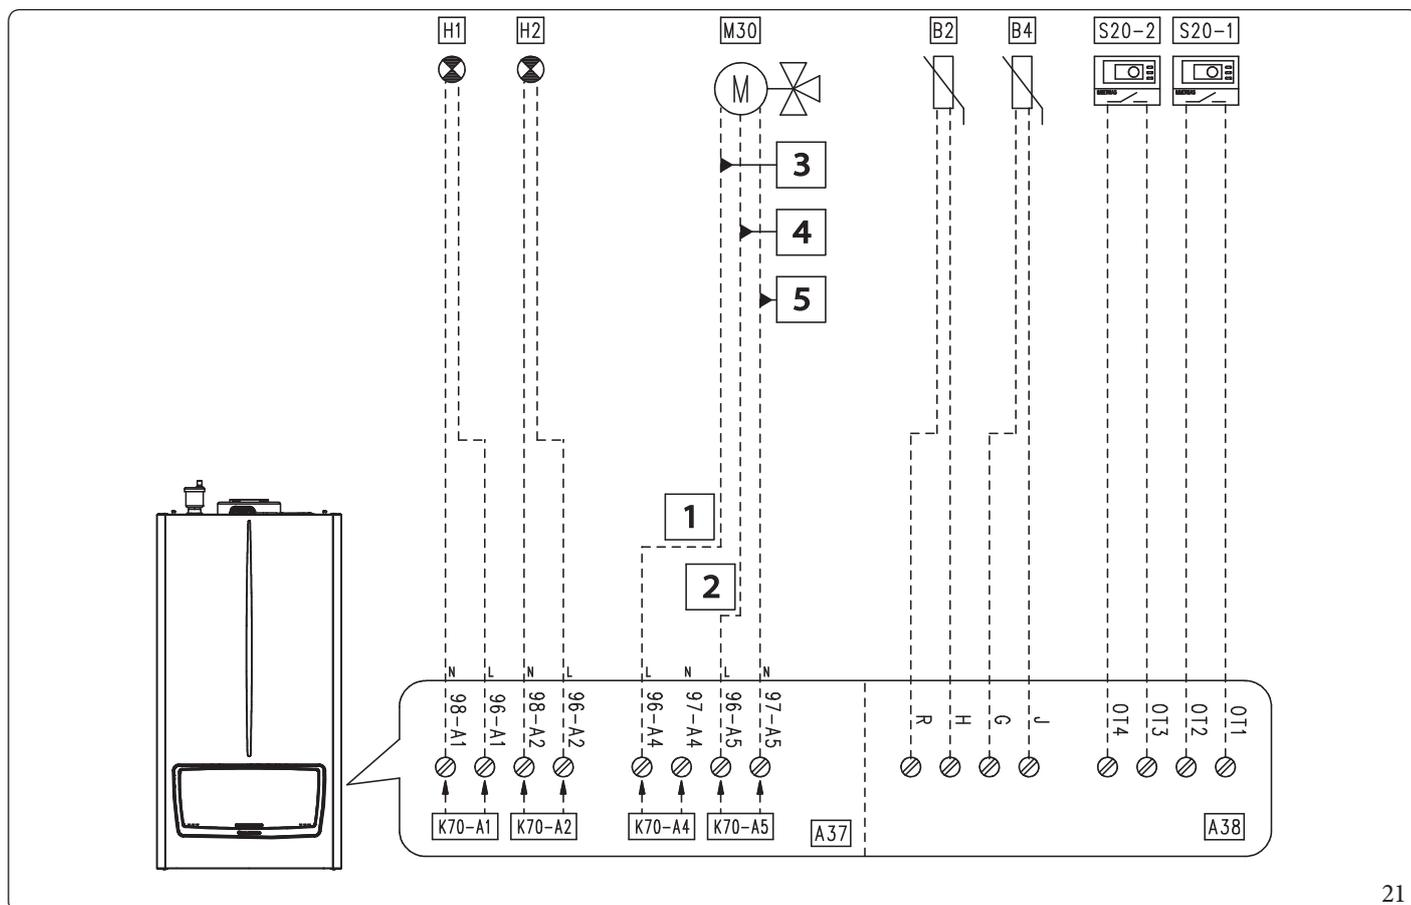 H1 H2 M30 B2 B4 S20-2 S20-1
M
3
4
5
1
2
N L N L L N L N
98-A1 96-A1 98-A2 96-A2 96-A4 97-A4 96-A5 97-A5 R H G J OT4 OT3 OT2 OT1
K70-A1 K70-A2 K70-A4 K70-A5 A37 A38
21